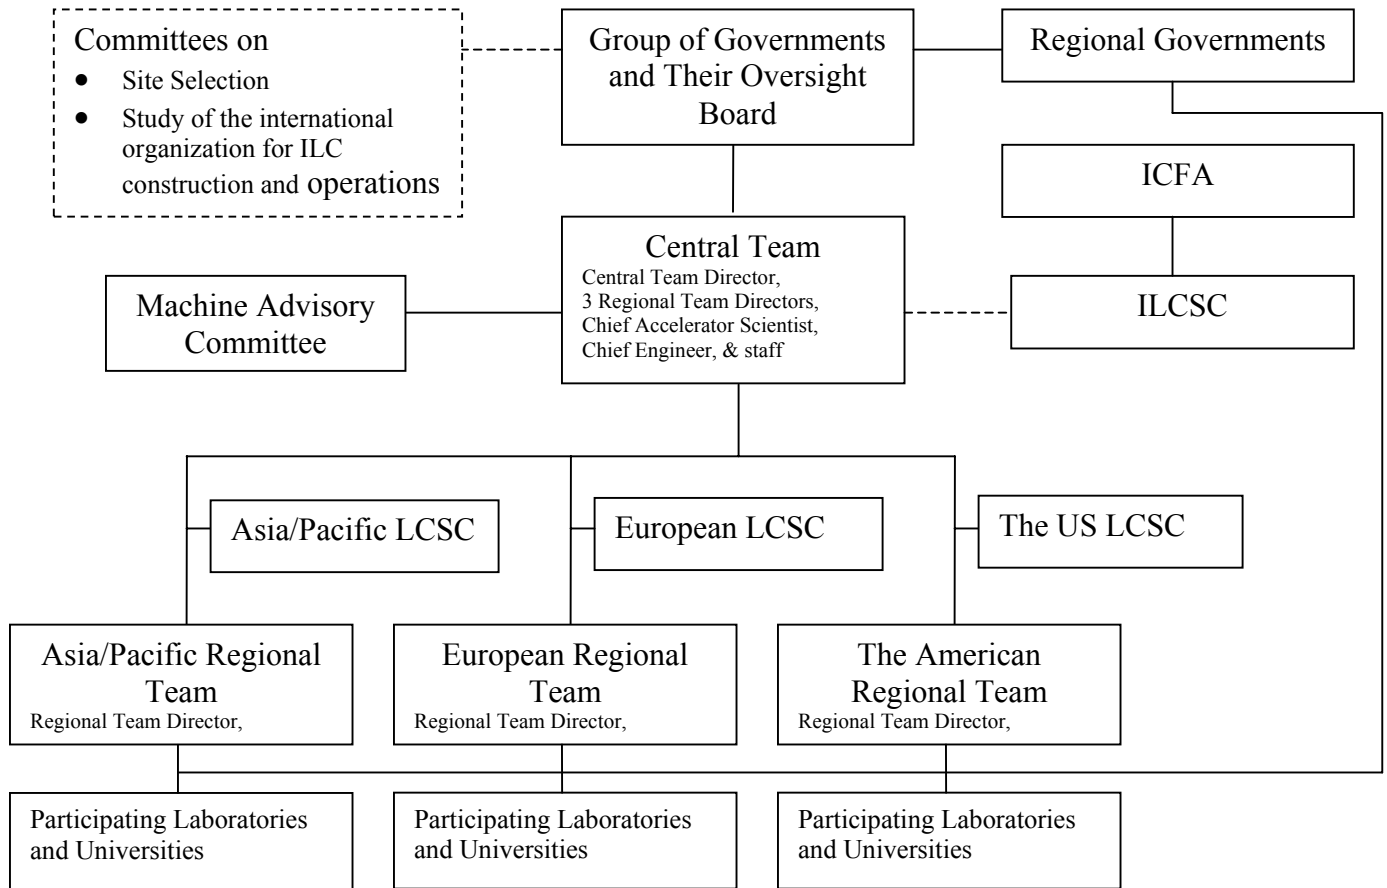 Committees on
• Site Selection
• Study of the international
organization for ILC
construction and operations
Group of Governments
and Their Oversight
Board
Regional Governments
ICFA
ILCSC
Central Team
Central Team Director,
3 Regional Team Directors,
Chief Accelerator Scientist,
Chief Engineer, & staff
Machine Advisory
Committee
Asia/Pacific LCSC
European LCSC
The US LCSC
Asia/Pacific Regional
Team
Regional Team Director,
European Regional
Team
Regional Team Director,
The American
Regional Team
Regional Team Director,
Participating Laboratories
and Universities
Participating Laboratories
and Universities
Participating Laboratories
and Universities